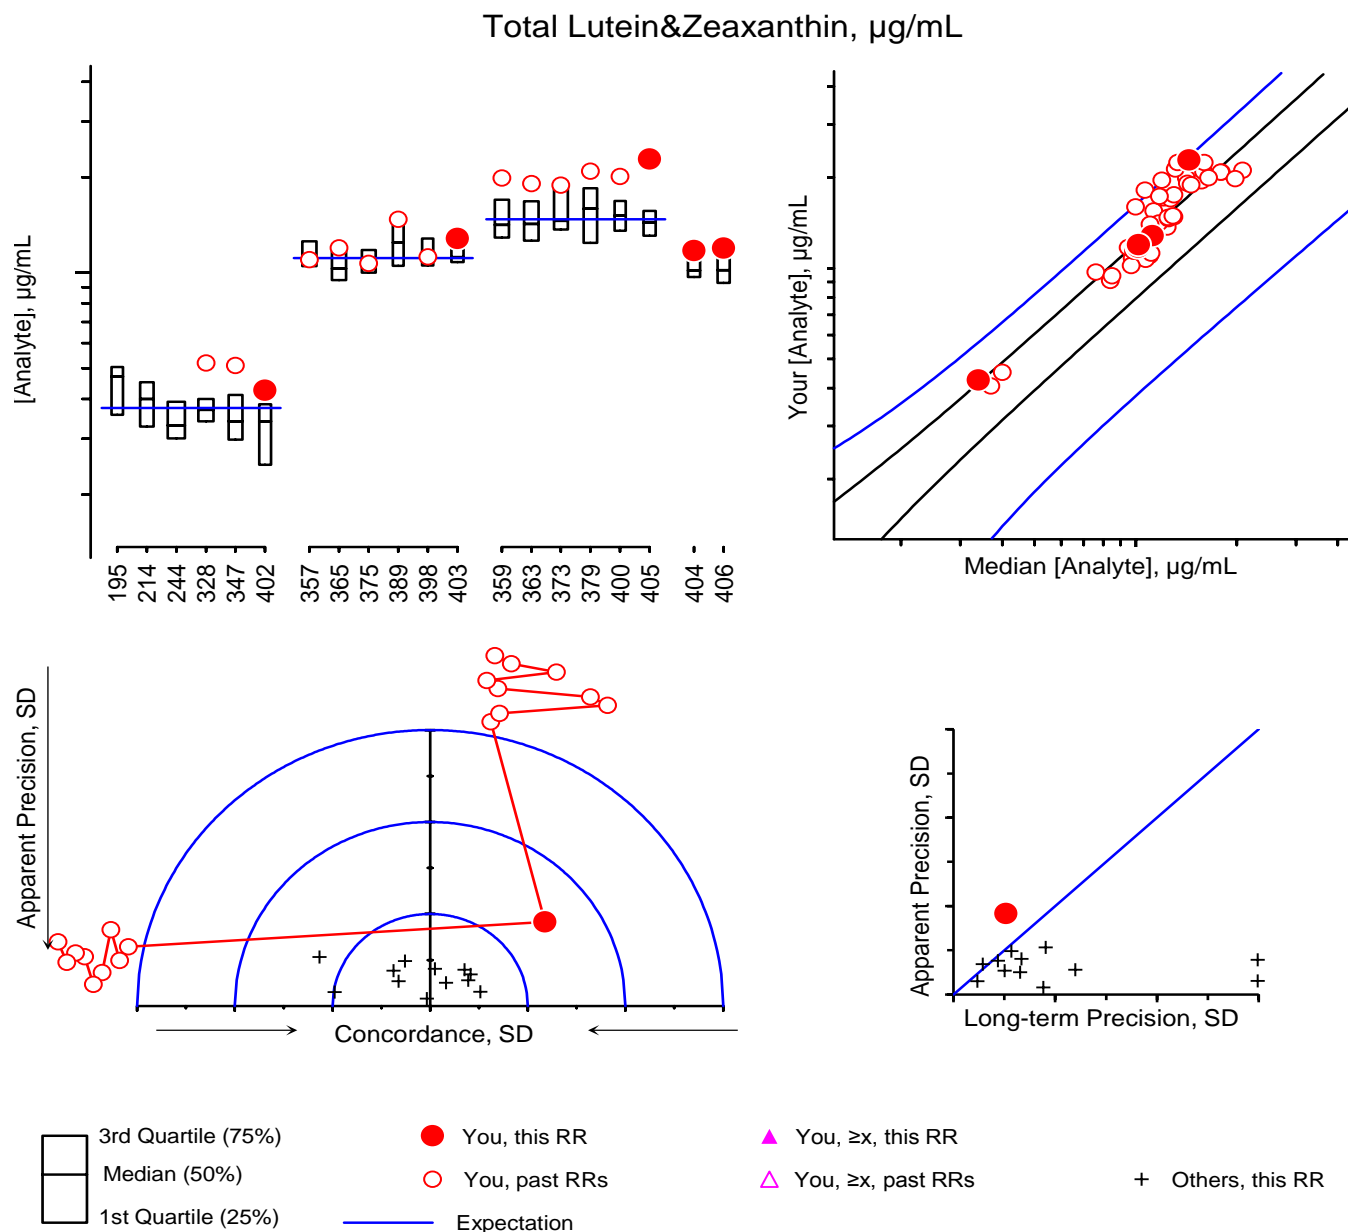 Total Lutein&Zeaxanthin, µg/mL
[Analyte], µg/mL
195 214 244 328 347 402 357 365 375 389 398 403 359 363 373 379 400 405 404 406
Your [Analyte], µg/mL
Median [Analyte], µg/mL
Apparent Precision, SD
Concordance, SD
Apparent Precision, SD
Long-term Precision, SD
3rd Quartile (75%)
Median (50%)
1st Quartile (25%)
You, this RR
You, past RRs
Expectation
You, ≥x, this RR
You, ≥x, past RRs
Others, this RR